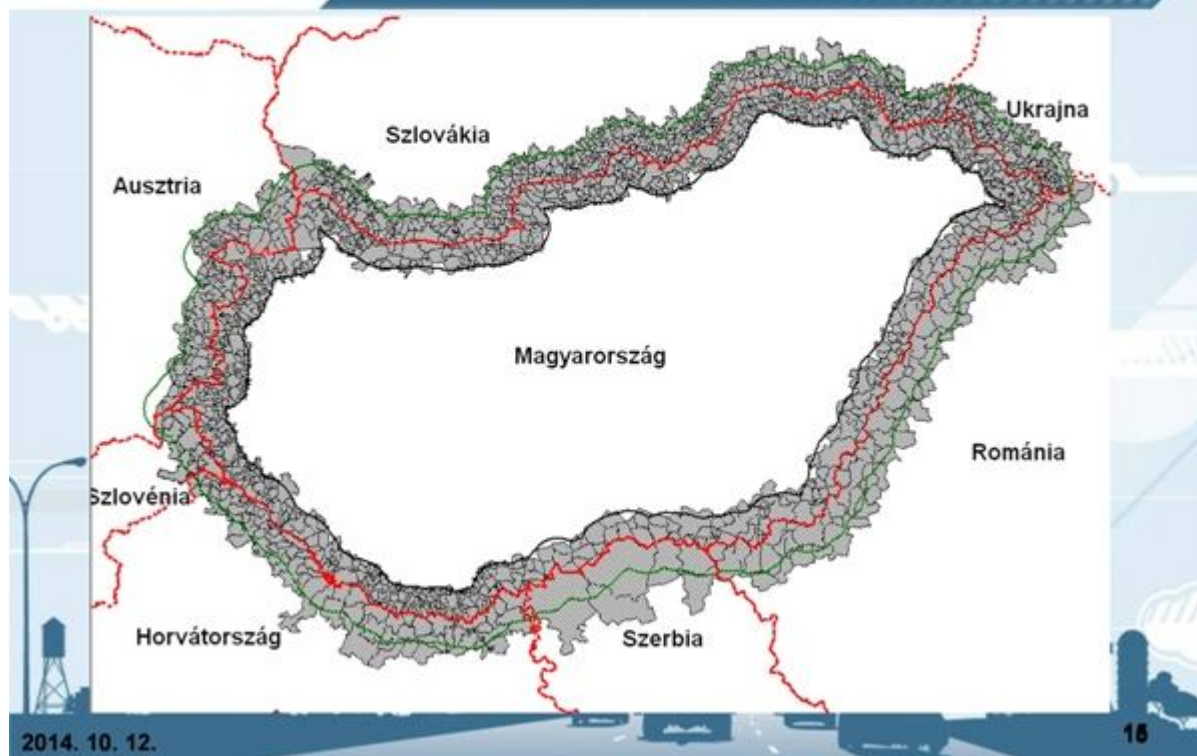 Ukrajna
Szlovákia
Ausztria
Magyarország
Románia
Szlovénia
Horvátország
Szerbia
2014. 10. 12.